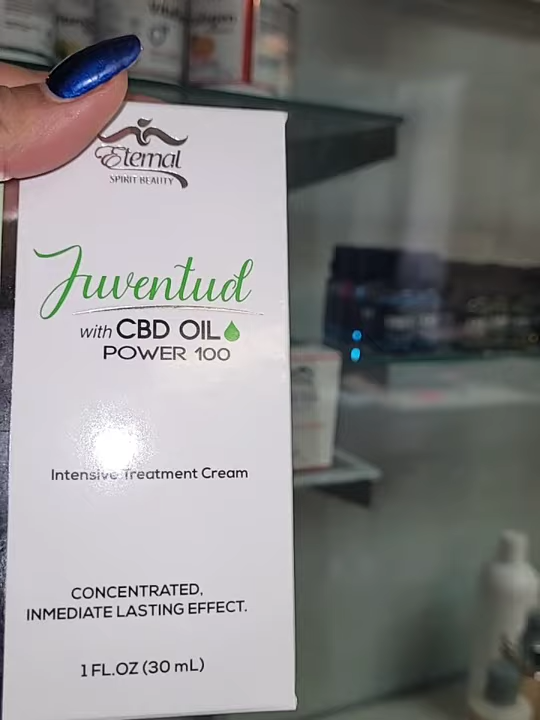 Eternal
SPIRIT BEAUTY
Juventud
with CBD OIL
POWER 100
Intensive Treatment Cream
CONCENTRATED,
INMEDIATE LASTING EFFECT.
1 FL.OZ (30 mL)